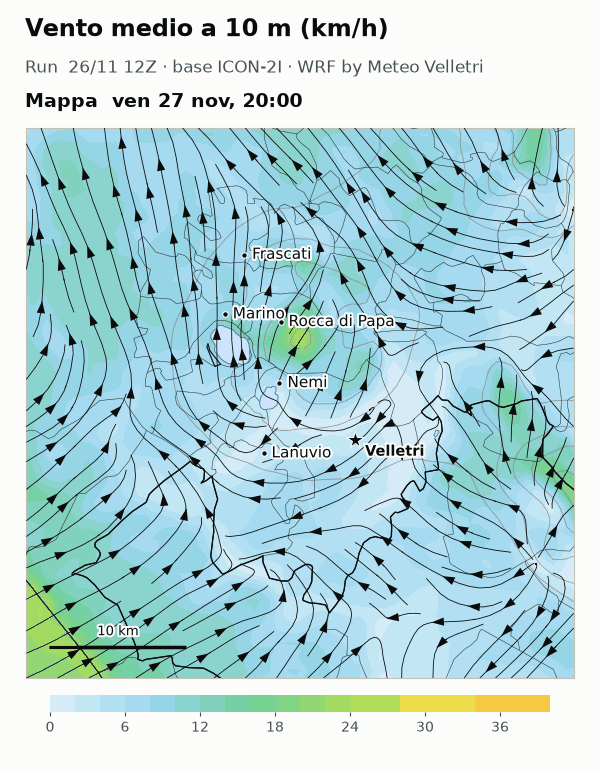 Vento medio a 10 m (km/h)
Run  26/11 12Z · base ICON-2I · WRF by Meteo Velletri
Mappa  ven 27 nov, 20:00
Frascati
Marino
Rocca di Papa
Nemi
Lanuvio
Velletri
10 km
0 6 12 18 24 30 36